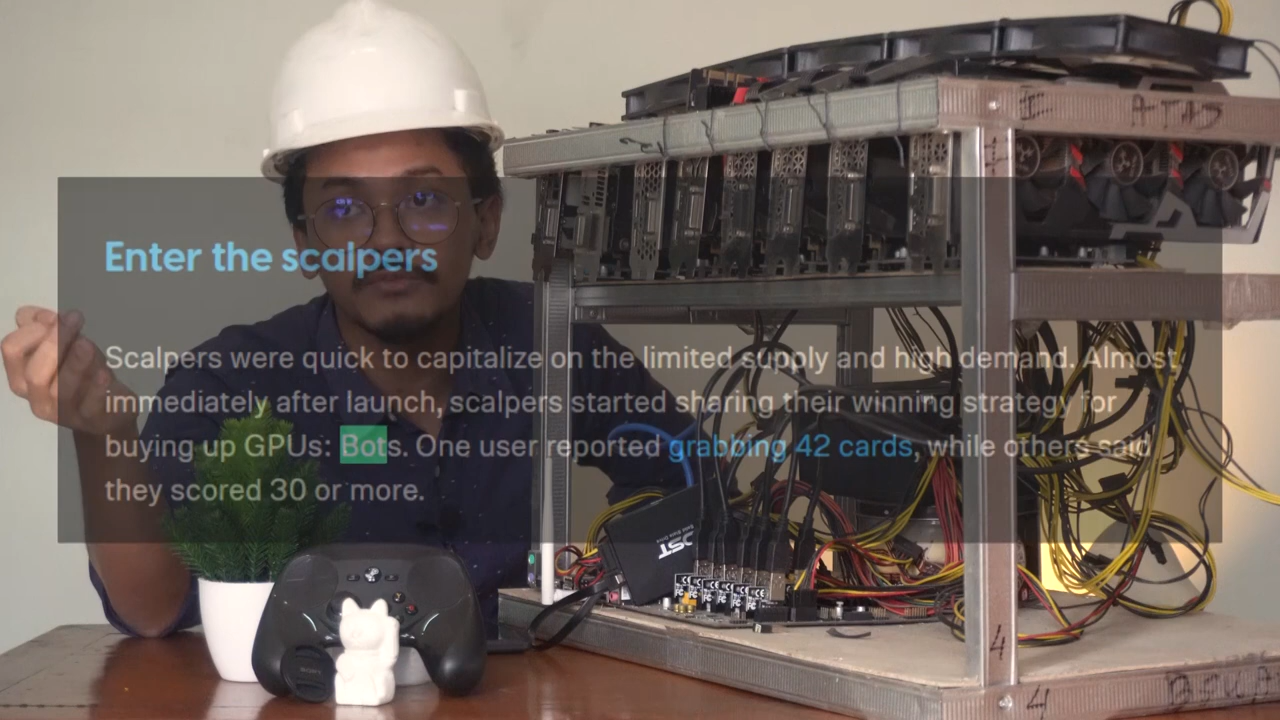 Enter the scalpers
Scalpers were quick to capitalize on the limited supply and high demand. Almost
immediately after launch, scalpers started sharing their winning strategy for
buying up GPUs: Bots. One user reported grabbing 42 cards, while others said
they scored 30 or more.